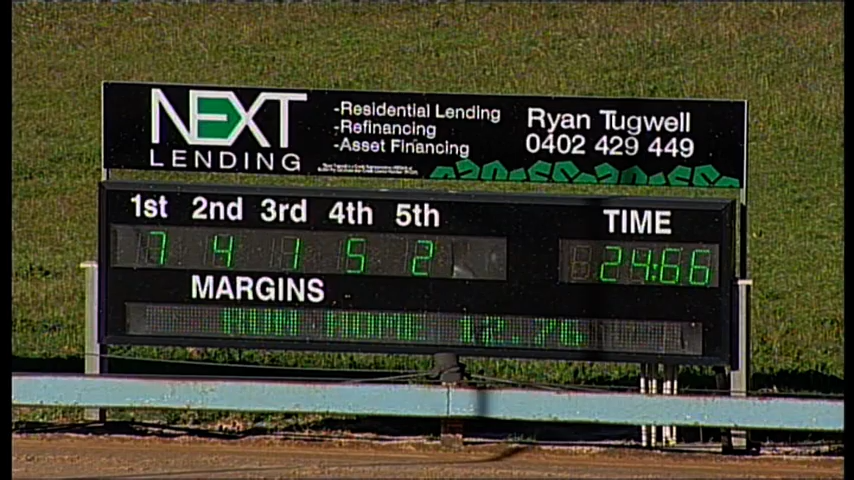 NEXT
LENDING
-Residential Lending
-Refinancing
-Asset Financing
Ryan Tugwell
0402 429 449
1st 2nd 3rd 4th 5th TIME
7 4 1 5 2 24:66
MARGINS
RUN HOME 12.76